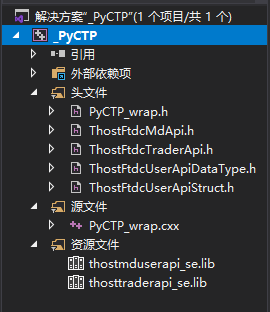 解决方案"_PyCTP"(1 个项目/共 1 个)
_PyCTP
引用
外部依赖项
头文件
PyCTP_wrap.h
ThostFtdcMdApi.h
ThostFtdcTraderApi.h
ThostFtdcUserApiDataType.h
ThostFtdcUserApiStruct.h
源文件
PyCTP_wrap.cxx
资源文件
thostmduserapi_se.lib
thosttraderapi_se.lib